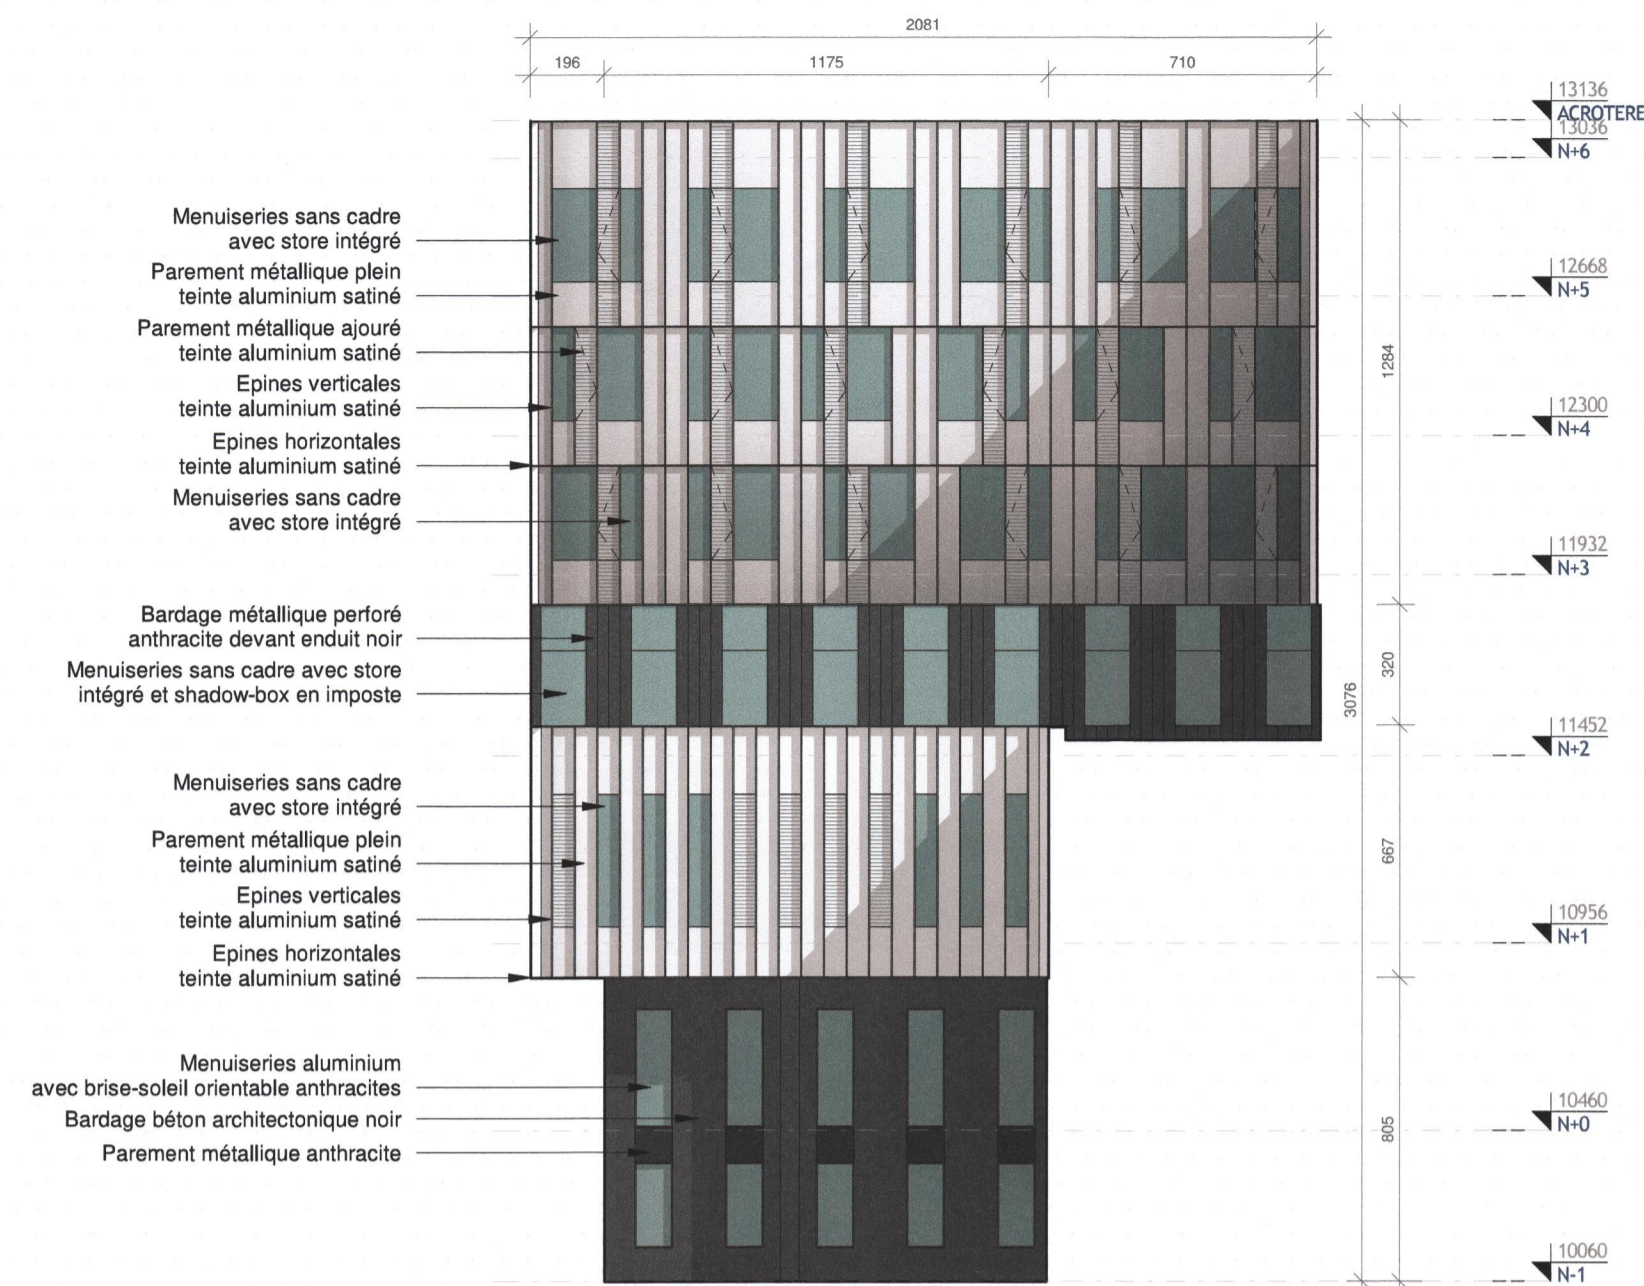 2081
196
1175
710
13136
ACROTERE
13036
N+6
Menuiseries sans cadre
avec store intégré
Parement métallique plein
teinte aluminium satiné
12668
N+5
Parement métallique ajouré
teinte aluminium satiné
1284
Epines verticales
teinte aluminium satiné
12300
N+4
Epines horizontales
teinte aluminium satiné
Menuiseries sans cadre
avec store intégré
11932
N+3
Bardage métallique perforé
anthracite devant enduit noir
Menuiseries sans cadre avec store
intégré et shadow-box en imposte
320
3076
11452
N+2
Menuiseries sans cadre
avec store intégré
Parement métallique plein
teinte aluminium satiné
667
Epines verticales
teinte aluminium satiné
10956
N+1
Epines horizontales
teinte aluminium satiné
Menuiseries aluminium
avec brise-soleil orientable anthracites
Bardage béton architectonique noir
10460
N+0
805
Parement métallique anthracite
10060
N-1